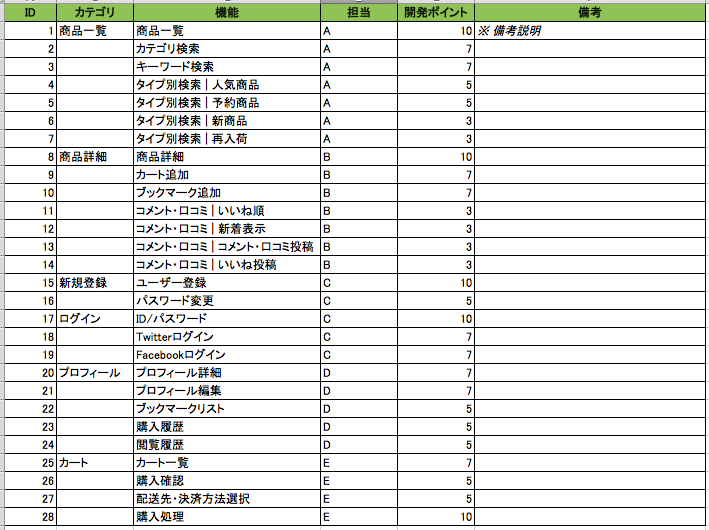 ID カテゴリ 機能 担当 開発ポイント 備考
1 商品一覧 商品一覧 A 10 ※ 備考説明
2 カテゴリ検索 A 7
3 キーワード検索 A 7
4 タイプ別検索 | 人気商品 A 5
5 タイプ別検索 | 予約商品 A 5
6 タイプ別検索 | 新商品 A 3
7 タイプ別検索 | 再入荷 A 3
8 商品詳細 商品詳細 B 10
9 カート追加 B 7
10 ブックマーク追加 B 7
11 コメント・口コミ | いいね順 B 3
12 コメント・口コミ | 新着表示 B 3
13 コメント・口コミ | コメント・口コミ投稿 B 3
14 コメント・口コミ | いいね投稿 B 3
15 新規登録 ユーザー登録 C 10
16 パスワード変更 C 5
17 ログイン ID/パスワード C 10
18 Twitterログイン C 7
19 Facebookログイン C 7
20 プロフィール プロフィール詳細 D 7
21 プロフィール編集 D 7
22 ブックマークリスト D 5
23 購入履歴 D 5
24 閲覧履歴 D 5
25 カート カート一覧 E 7
26 購入確認 E 5
27 配送先・決済方法選択 E 5
28 購入処理 E 10